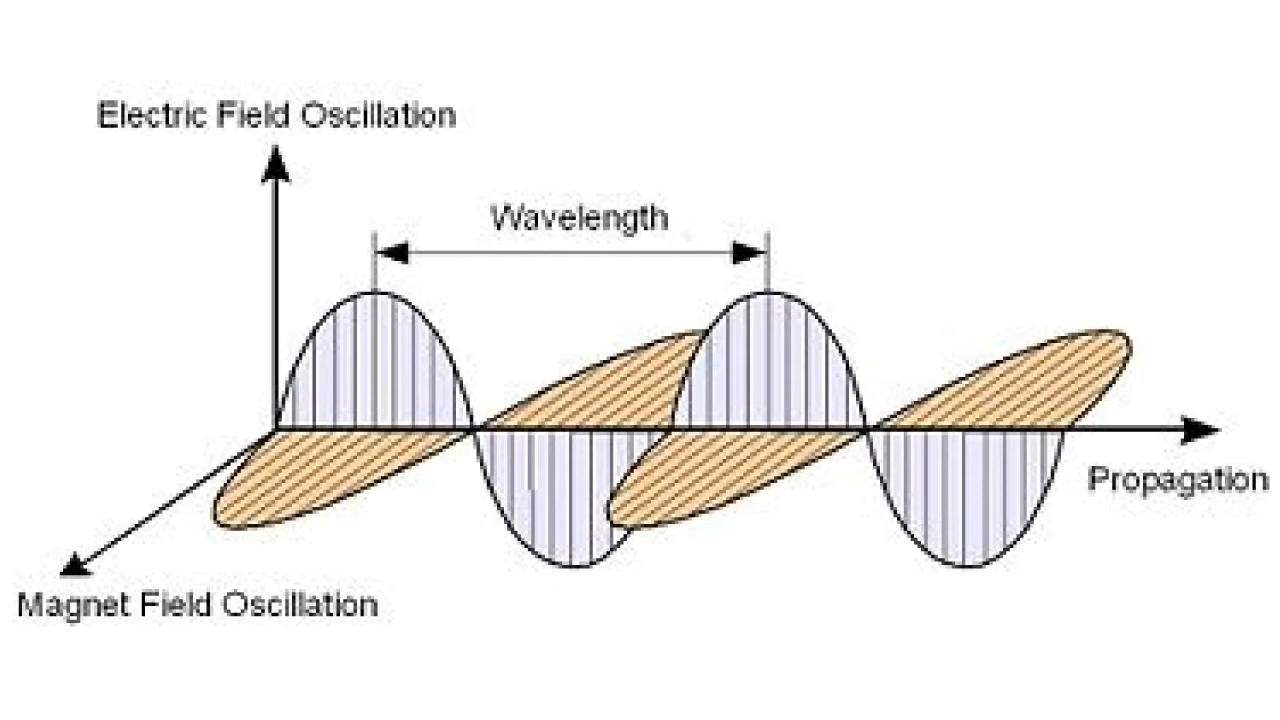 Electric Field Oscillation
Wavelength
Propagation
Magnet Field Oscillation